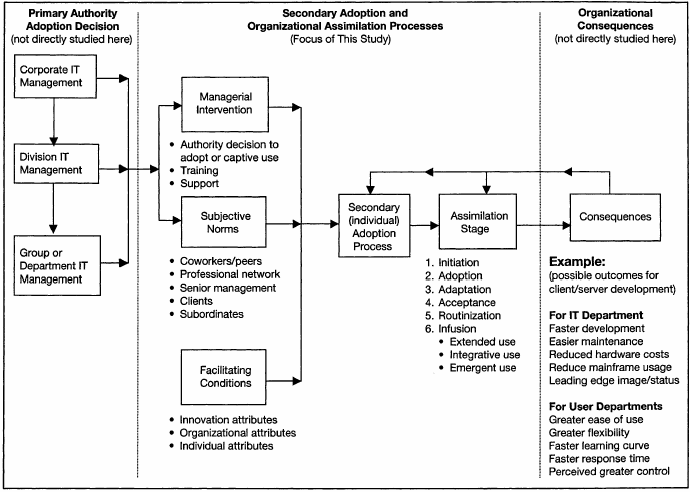 Primary Authority
Adoption Decision
(not directly studied here)
Corporate IT
Management
Division IT
Management
Group or
Department IT
Management
Secondary Adoption and
Organizational Assimilation Processes
(Focus of This Study)
Managerial
Intervention
• Authority decision to
adopt or captive use
• Training
• Support
Subjective
Norms
• Coworkers/peers
• Professional network
• Senior management
• Clients
• Subordinates
Facilitating
Conditions
• Innovation attributes
• Organizational attributes
• Individual attributes
Secondary
(individual)
Adoption
Process
Assimilation
Stage
1. Initiation
2. Adoption
3. Adaptation
4. Acceptance
5. Routinization
6. Infusion
• Extended use
• Integrative use
• Emergent use
Organizational
Consequences
(not directly studied here)
Consequences
Example:
(possible outcomes for
client/server development)
For IT Department
Faster development
Easier maintenance
Reduced hardware costs
Reduce mainframe usage
Leading edge image/status
For User Departments
Greater ease of use
Greater flexibility
Faster learning curve
Faster response time
Perceived greater control